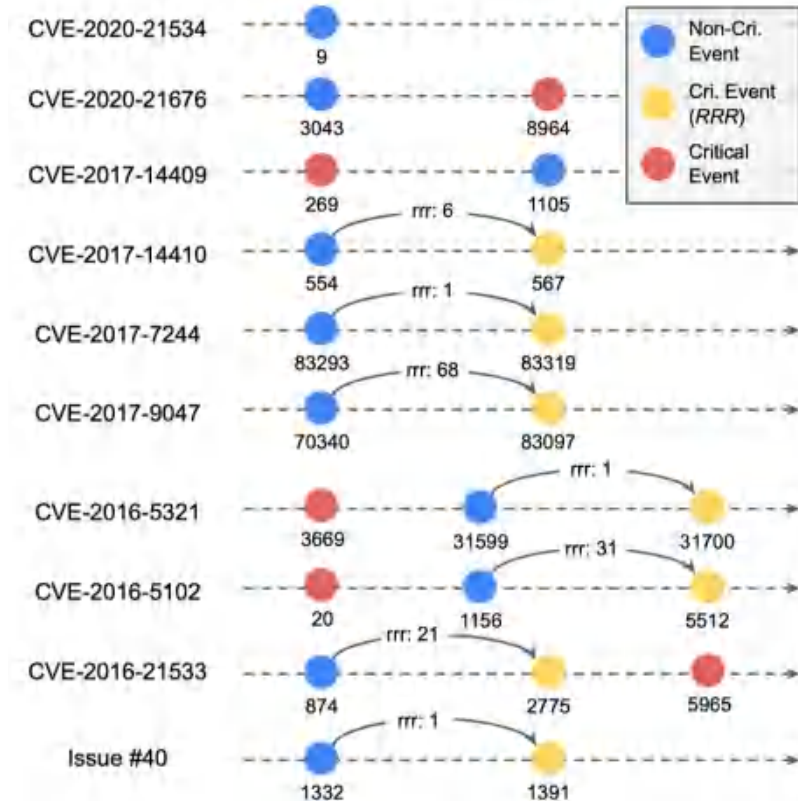 CVE-2020-21534
9
CVE-2020-21676
3043
8964
CVE-2017-14409
269
1105
Non-Cri.
Event
Cri. Event
(RRR)
Critical
Event
CVE-2017-14410
rrr: 6
554
567
CVE-2017-7244
rrr: 1
83293
83319
CVE-2017-9047
rrr: 68
70340
83097
CVE-2016-5321
rrr: 1
3669
31599
31700
CVE-2016-5102
rrr: 31
20
1156
5512
CVE-2016-21533
rrr: 21
874
2775
5965
Issue #40
rrr: 1
1332
1391